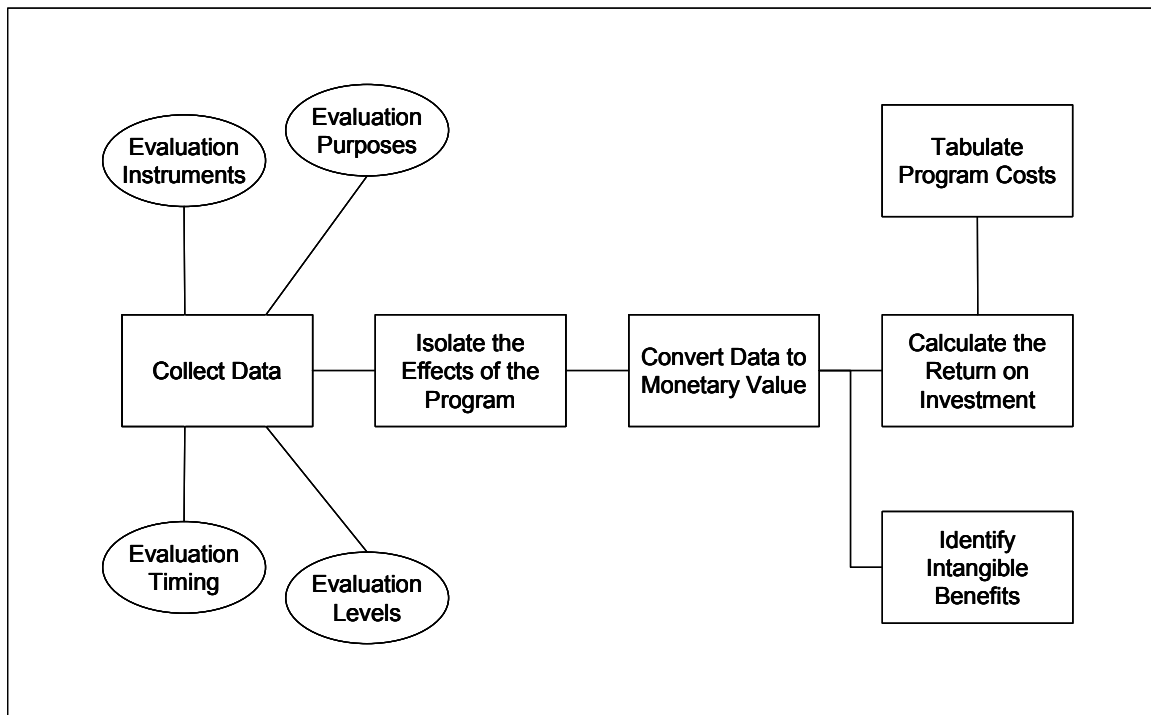 Evaluation
Purposes
Evaluation
Instruments
Tabulate
Program Costs
Collect Data
Isolate the
Effects of the
Program
Convert Data to
Monetary Value
Calculate the
Return on
Investment
Evaluation
Timing
Evaluation
Levels
Identify
Intangible
Benefits